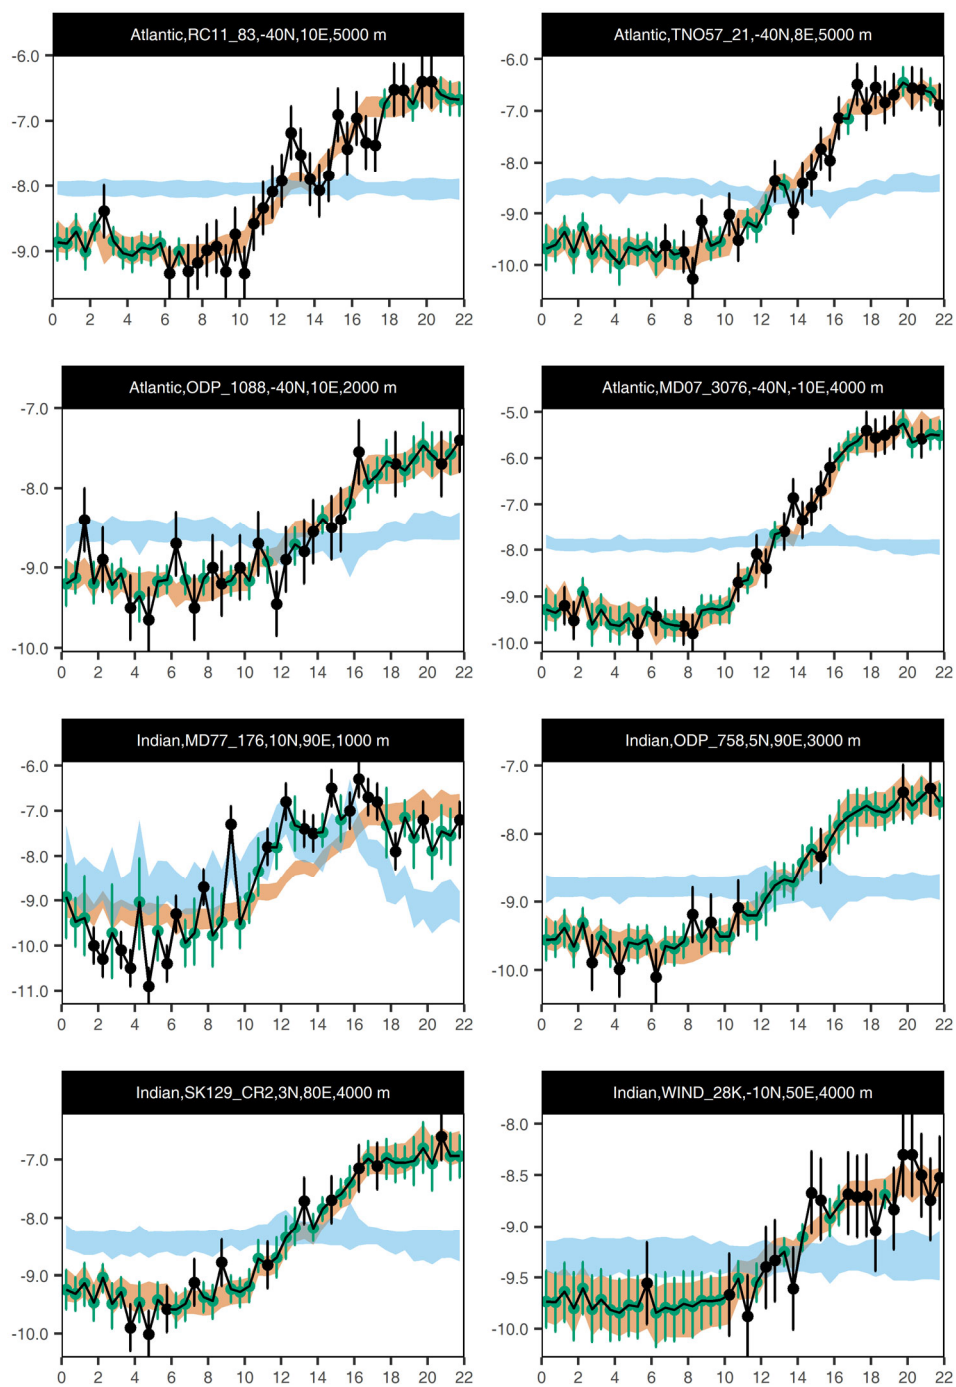 Atlantic,RC11_83,-40N,10E,5000 m
-6.0
-7.0
-8.0
-9.0
0 2 4 6 8 10 12 14 16 18 20 22
Atlantic,TNO57_21,-40N,8E,5000 m
-6.0
-7.0
-8.0
-9.0
-10.0
0 2 4 6 8 10 12 14 16 18 20 22
Atlantic,ODP_1088,-40N,10E,2000 m
-7.0
-8.0
-9.0
-10.0
0 2 4 6 8 10 12 14 16 18 20 22
Atlantic,MD07_3076,-40N,-10E,4000 m
-5.0
-6.0
-7.0
-8.0
-9.0
-10.0
0 2 4 6 8 10 12 14 16 18 20 22
Indian,MD77_176,10N,90E,1000 m
-6.0
-7.0
-8.0
-9.0
-10.0
-11.0
0 2 4 6 8 10 12 14 16 18 20 22
Indian,ODP_758,5N,90E,3000 m
-7.0
-8.0
-9.0
-10.0
0 2 4 6 8 10 12 14 16 18 20 22
Indian,SK129_CR2,3N,80E,4000 m
-7.0
-8.0
-9.0
-10.0
0 2 4 6 8 10 12 14 16 18 20 22
Indian,WIND_28K,-10N,50E,4000 m
-8.0
-8.5
-9.0
-9.5
-10.0
0 2 4 6 8 10 12 14 16 18 20 22